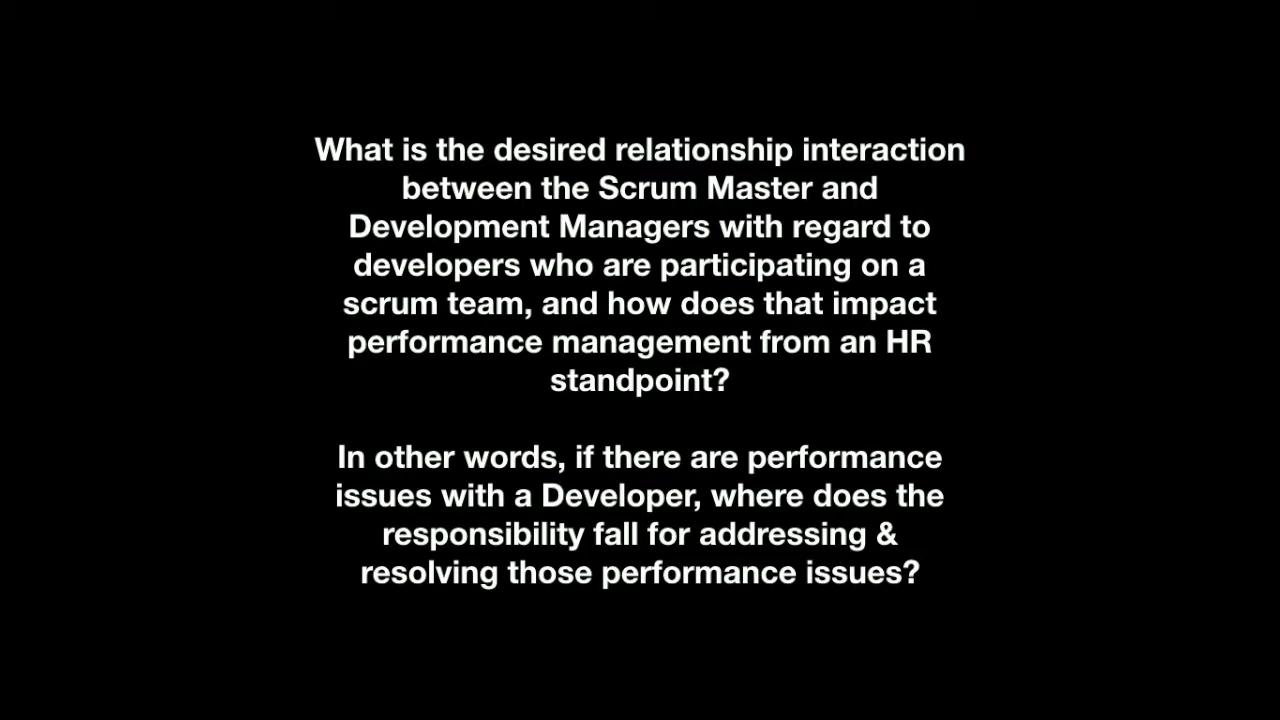 What is the desired relationship interaction
between the Scrum Master and
Development Managers with regard to
developers who are participating on a
scrum team, and how does that impact
performance management from an HR
standpoint?
In other words, if there are performance
issues with a Developer, where does the
responsibility fall for addressing &
resolving those performance issues?